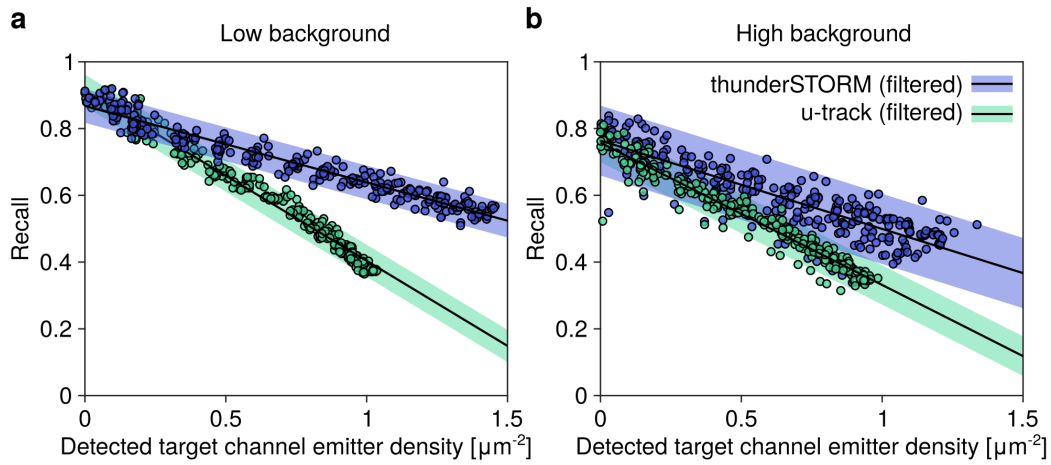 a
Low background
1
0.8
0.6
0.4
0.2
0
Recall
0
0.5
1
1.5
Detected target channel emitter density [µm⁻²]
b
High background
thunderSTORM (filtered)
u-track (filtered)
1
0.8
0.6
0.4
0.2
0
Recall
0
0.5
1
1.5
Detected target channel emitter density [µm⁻²]